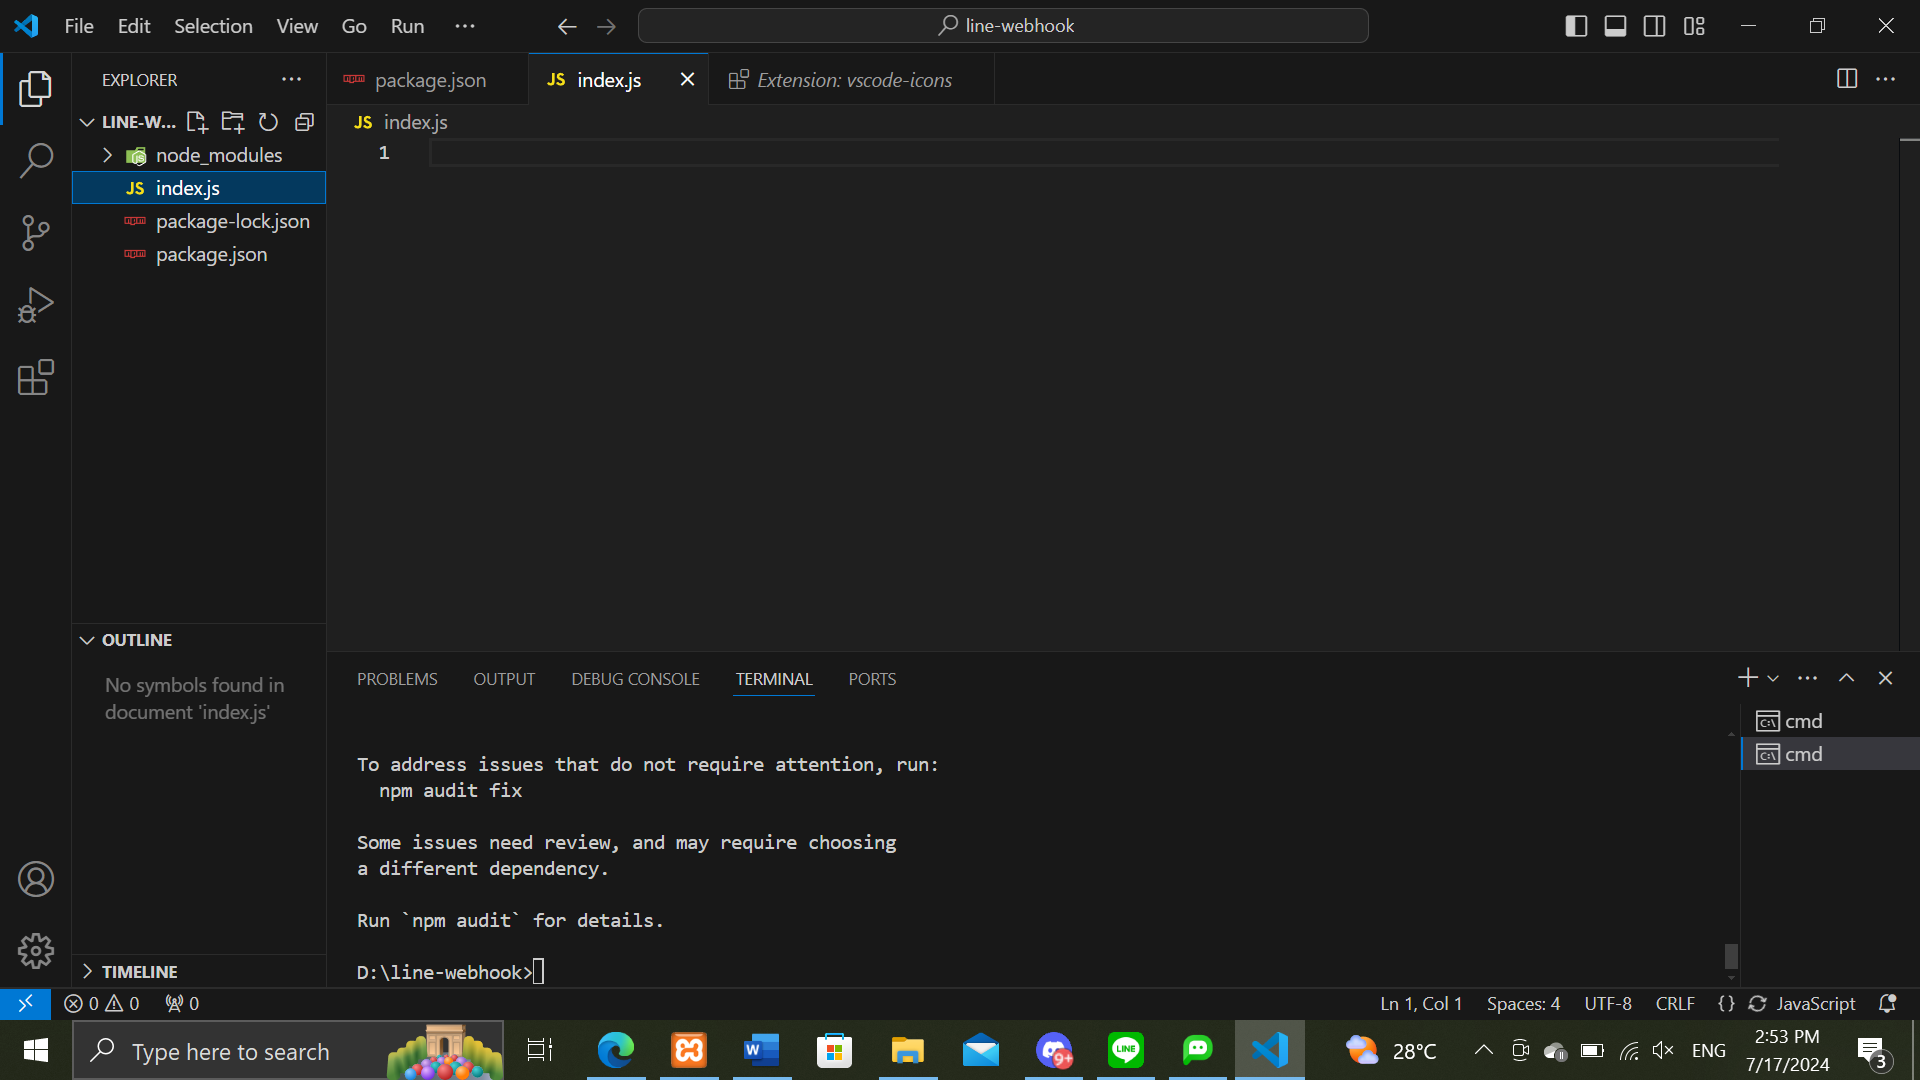 File Edit Selection View Go Run ···
line-webhook
EXPLORER
package.json
JS index.js
Extension: vscode-icons
LINE-W...
JS index.js
node_modules
JS index.js
package-lock.json
package.json
1
OUTLINE
No symbols found in
document 'index.js'
TIMELINE
PROBLEMS OUTPUT DEBUG CONSOLE TERMINAL PORTS
cmd
cmd
To address issues that do not require attention, run:
npm audit fix
Some issues need review, and may require choosing
a different dependency.
Run `npm audit` for details.
D:\line-webhook>
0 0 0
Ln 1, Col 1 Spaces: 4 UTF-8 CRLF {} JavaScript
Type here to search
W
9+
LINE
28°C
ENG
2:53 PM
7/17/2024
3